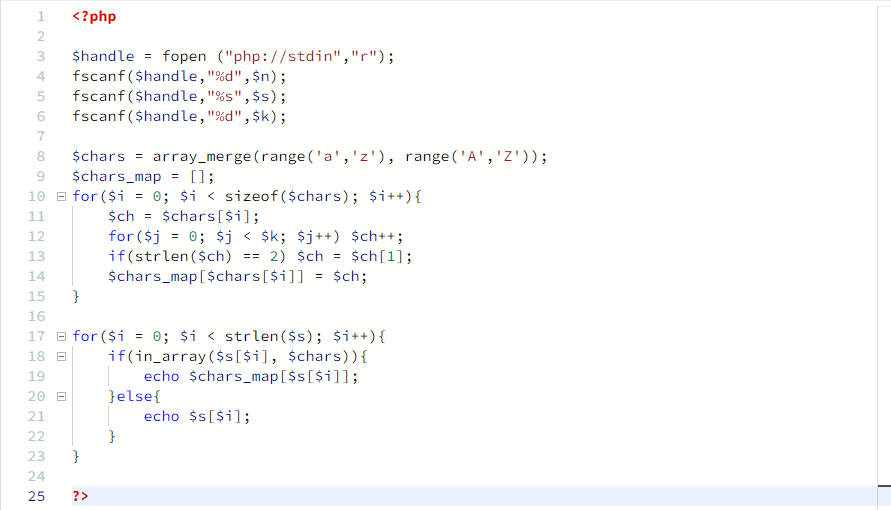 1 <?php
2
3 $handle = fopen ("php://stdin","r");
4 fscanf($handle,"%d",$n);
5 fscanf($handle,"%s",$s);
6 fscanf($handle,"%d",$k);
7
8 $chars = array_merge(range('a','z'), range('A','Z'));
9 $chars_map = [];
10 for($i = 0; $i < sizeof($chars); $i++){
11     $ch = $chars[$i];
12     for($j = 0; $j < $k; $j++) $ch++;
13     if(strlen($ch) == 2) $ch = $ch[1];
14     $chars_map[$chars[$i]] = $ch;
15 }
16
17 for($i = 0; $i < strlen($s); $i++){
18     if(in_array($s[$i], $chars)){
19         echo $chars_map[$s[$i]];
20     }else{
21         echo $s[$i];
22     }
23 }
24
25 ?>